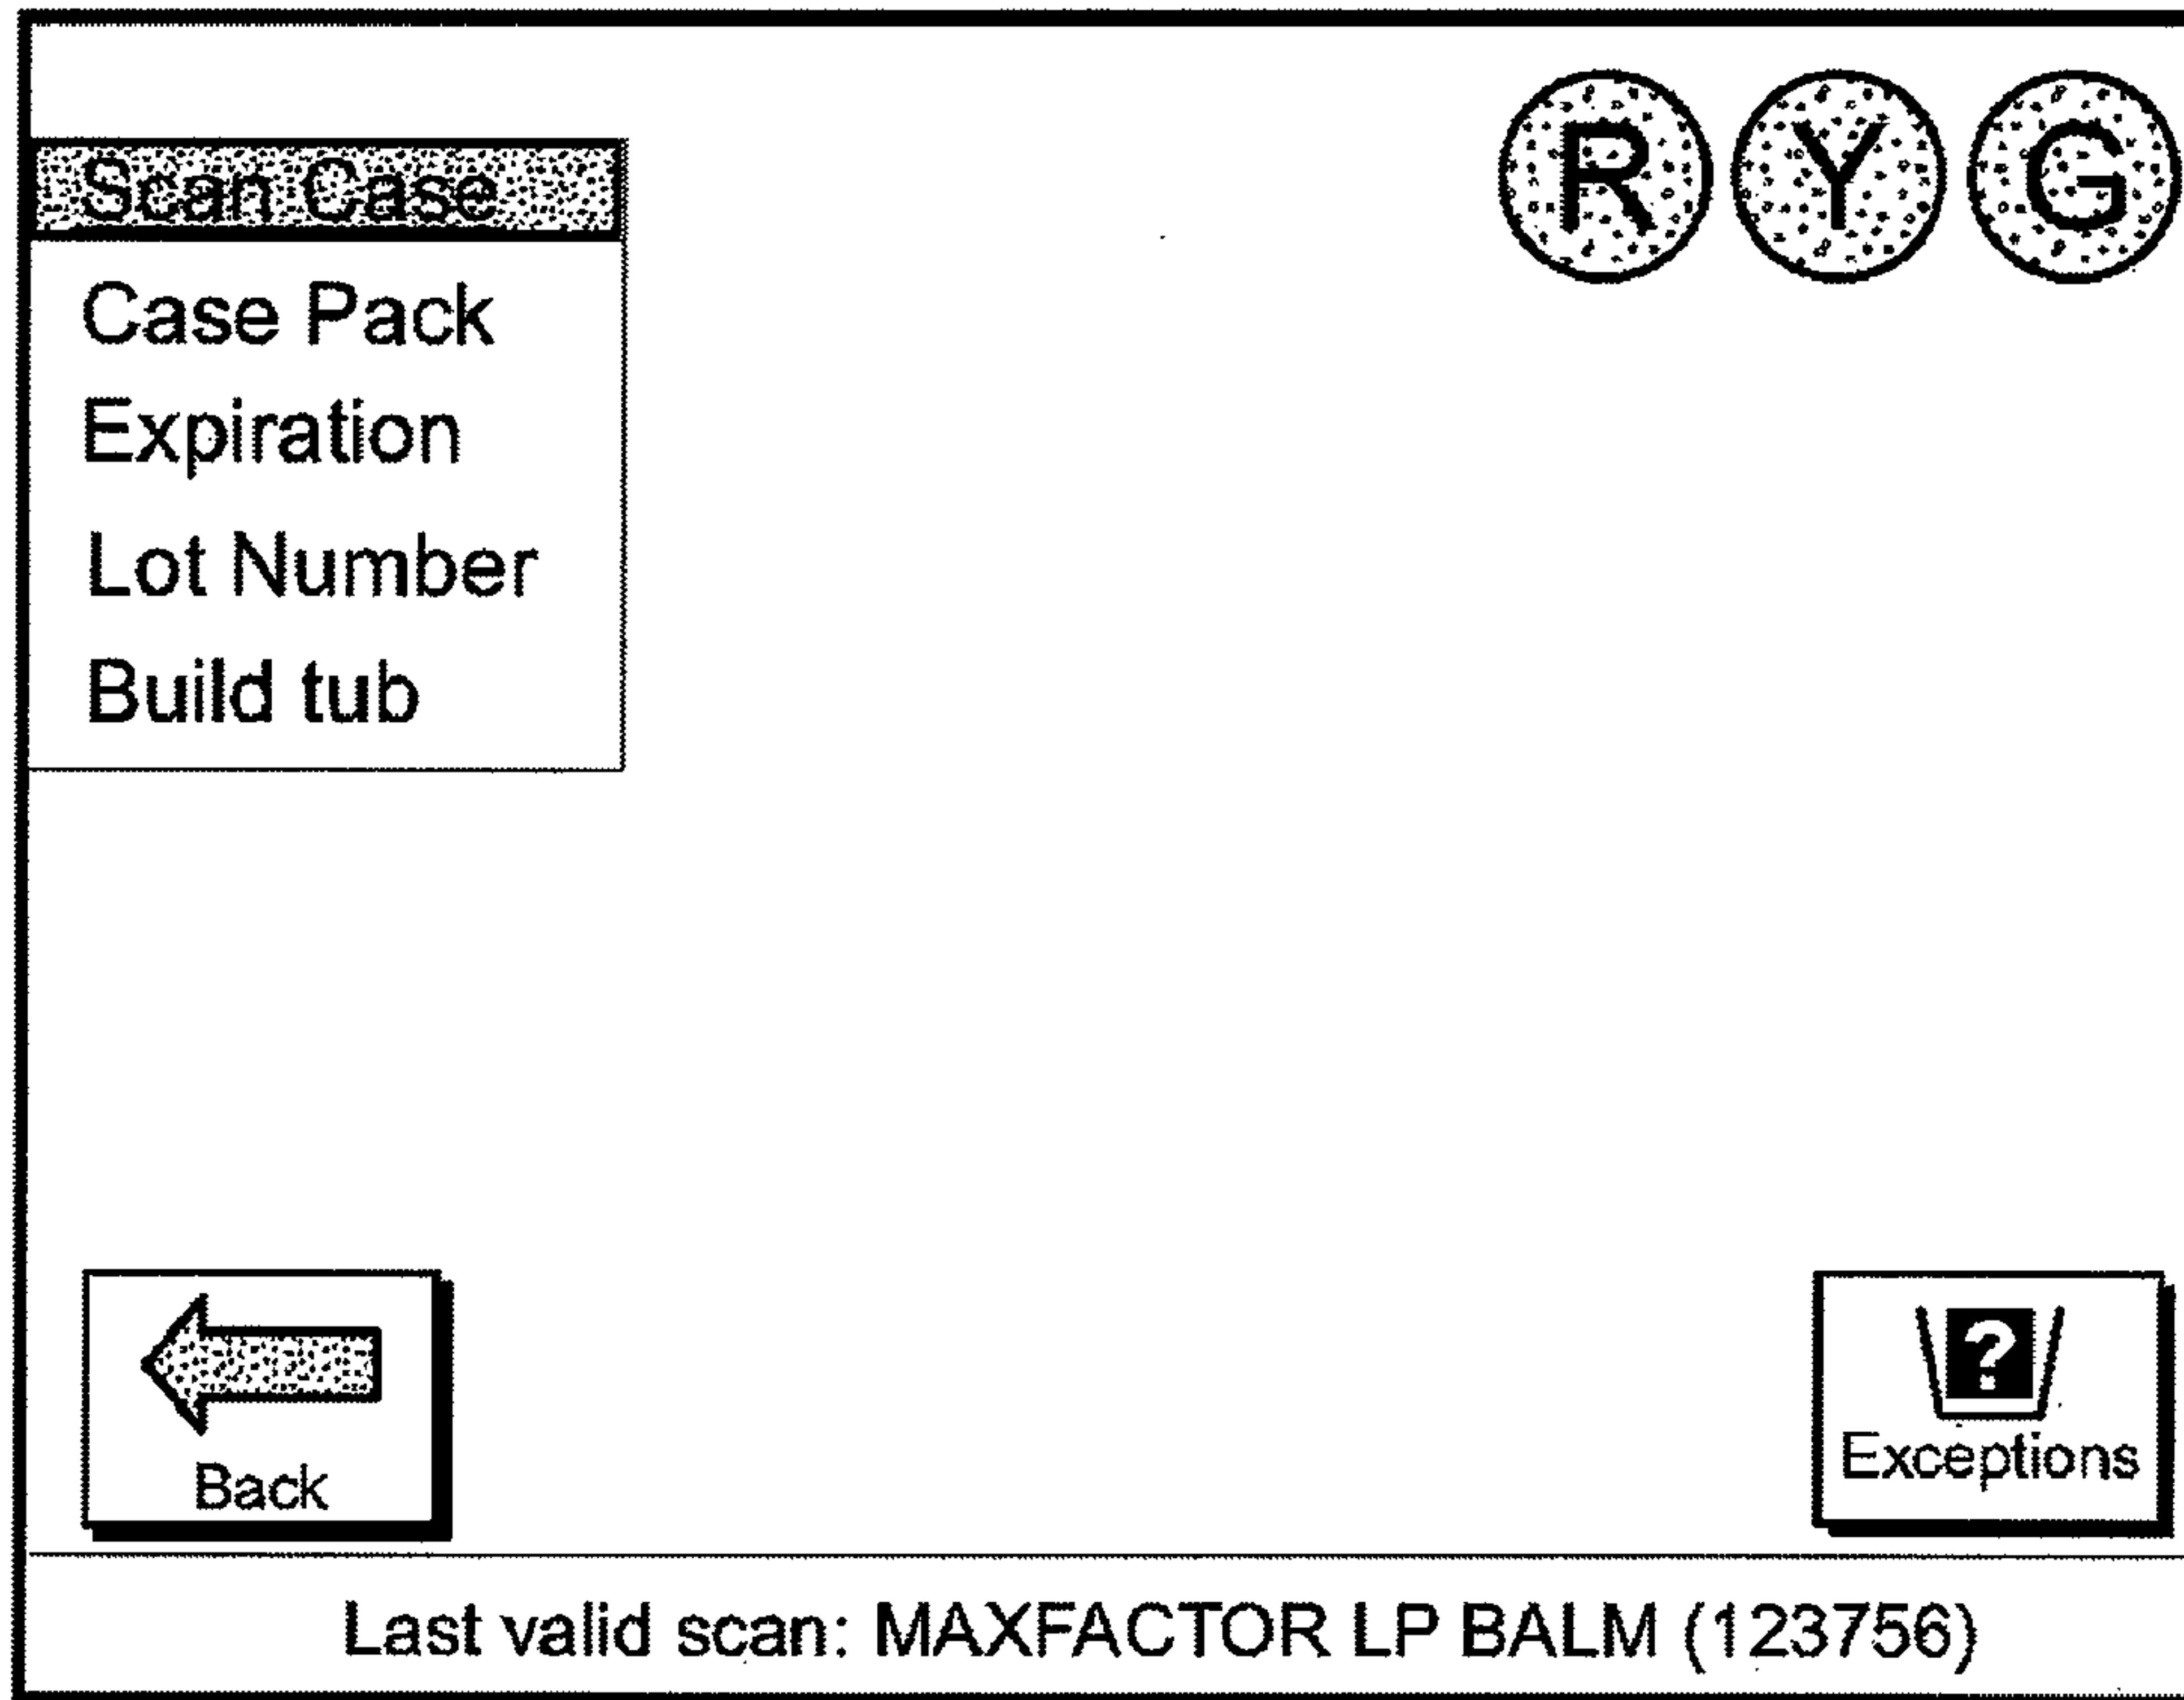 R Y G
Scan Case
Case Pack
Expiration
Lot Number
Build tub
?
Back
Exceptions
Last valid scan: MAXFACTOR LP BALM (123756)